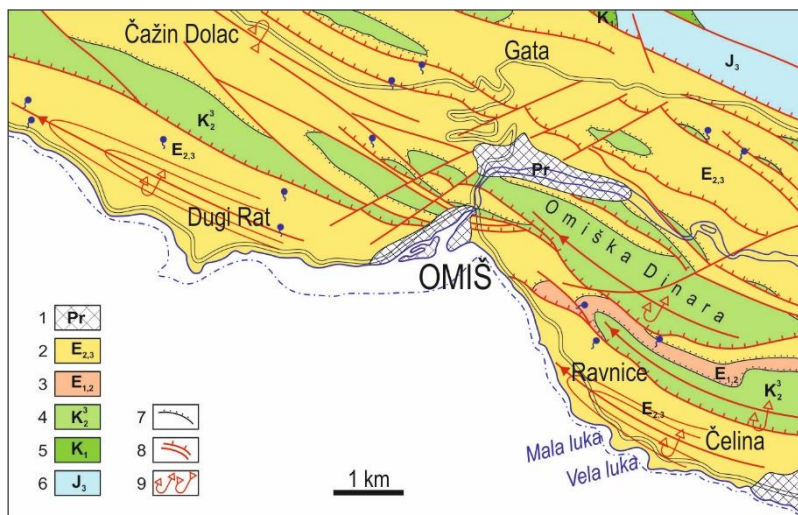 Čažin Dolac
Gata
K₁
J₃
K₂³
E₂,₃
Pr
E₂,₃
Dugi Rat
Omiška Dinara
OMIŠ
E₁,₂
Ravnice
K₂³
E₂,₃
Čelina
Mala luka
Vela luka
1 Pr
2 E₂,₃
3 E₁,₂
4 K₂³
5 K₁
6 J₃
7
8
9
1 km